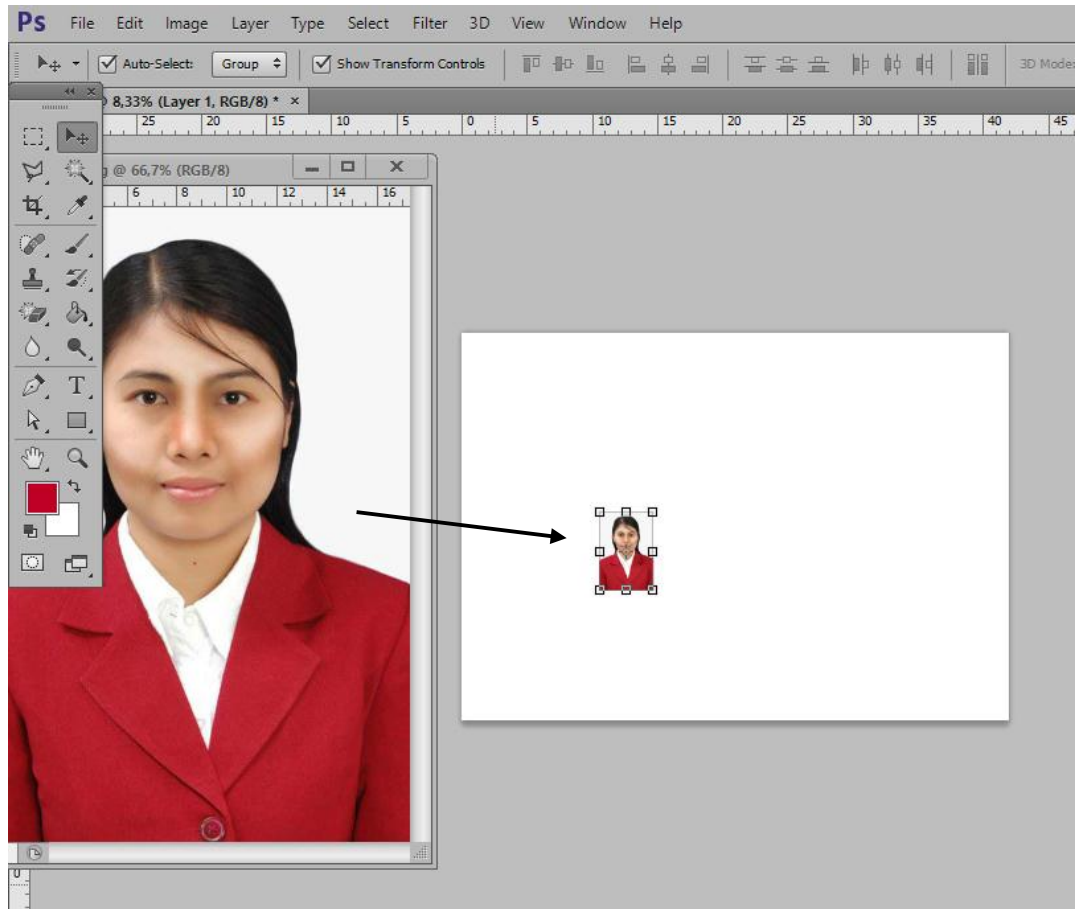 Ps File Edit Image Layer Type Select Filter 3D View Window Help
Auto-Select: Group Show Transform Controls 3D Mode:
8,33% (Layer 1, RGB/8) * ×
25 20 15 10 5 0 5 10 15 20 25 30 35 40 45
g @ 66,7% (RGB/8)
6 8 10 12 14 16
T
0